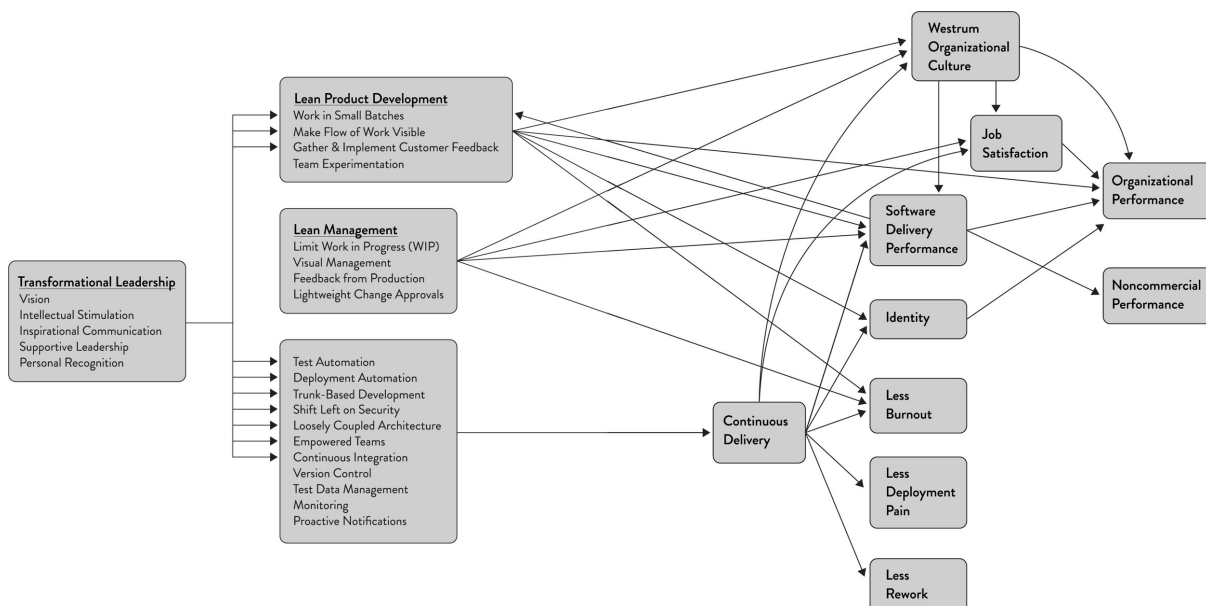 Transformational Leadership
Vision
Intellectual Stimulation
Inspirational Communication
Supportive Leadership
Personal Recognition
Lean Product Development
Work in Small Batches
Make Flow of Work Visible
Gather & Implement Customer Feedback
Team Experimentation
Lean Management
Limit Work in Progress (WIP)
Visual Management
Feedback from Production
Lightweight Change Approvals
Test Automation
Deployment Automation
Trunk-Based Development
Shift Left on Security
Loosely Coupled Architecture
Empowered Teams
Continuous Integration
Version Control
Test Data Management
Monitoring
Proactive Notifications
Continuous
Delivery
Westrum
Organizational
Culture
Job
Satisfaction
Software
Delivery
Performance
Identity
Less
Burnout
Less
Deployment
Pain
Less
Rework
Organizational
Performance
Noncommercial
Performance